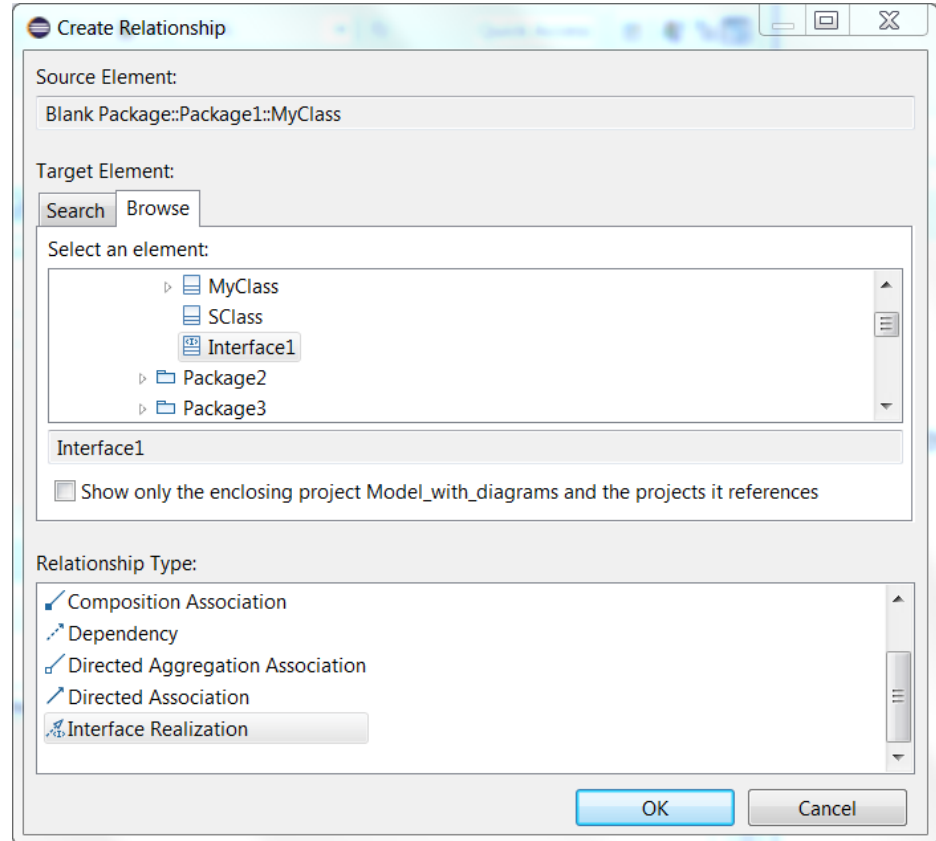 Create Relationship
Source Element:
Blank Package::Package1::MyClass
Target Element:
Search Browse
Select an element:
MyClass
SClass
Interface1
Package2
Package3
Interface1
Show only the enclosing project Model_with_diagrams and the projects it references
Relationship Type:
Composition Association
Dependency
Directed Aggregation Association
Directed Association
Interface Realization
OK Cancel